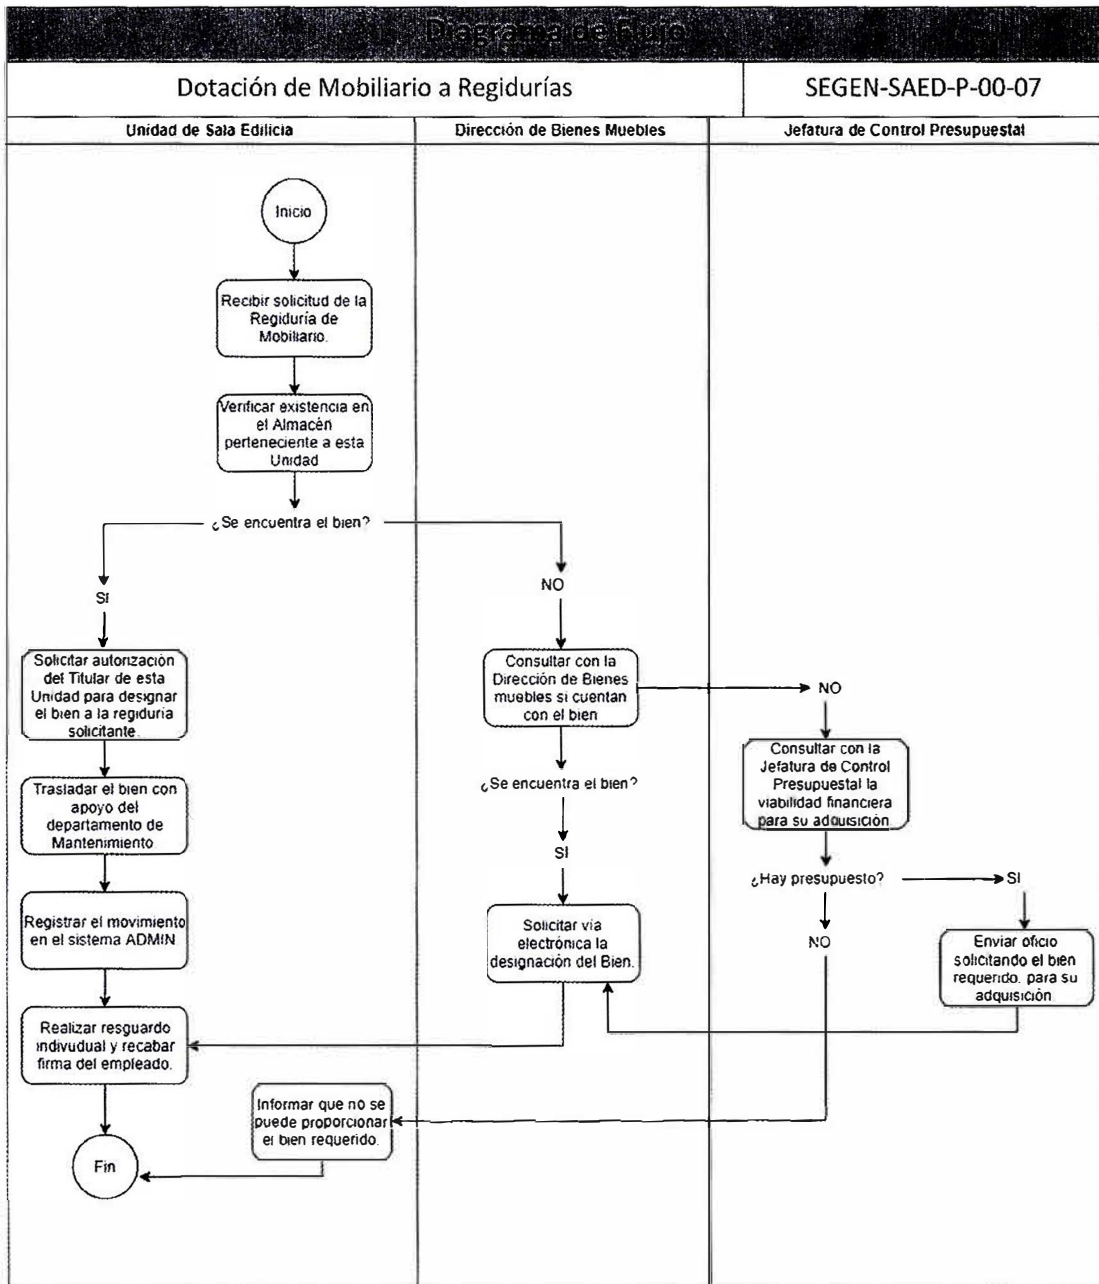 Diagrama de Flujo
Dotación de Mobiliario a Regidurías
SEGEN-SAED-P-00-07
Unidad de Sala Edilicia
Dirección de Bienes Muebles
Jefatura de Control Presupuestal
Inicio
Recibir solicitud de la
Regiduría de
Mobiliario.
Verificar existencia en
el Almacén
perteneciente a esta
Unidad
¿Se encuentra el bien?
SI
NO
Solicitar autorización
del Titular de esta
Unidad para designar
el bien a la regiduría
solicitante.
Consultar con la
Dirección de Bienes
muebles si cuentan
con el bien
NO
Trasladar el bien con
apoyo del
departamento de
Mantenimiento
¿Se encuentra el bien?
Consultar con la
Jefatura de Control
Presupuestal la
viabilidad financiera
para su adquisición
SI
¿Hay presupuesto?
SI
Registrar el movimiento
en el sistema ADMIN.
Solicitar vía
electrónica la
designación del Bien.
NO
Enviar oficio
solicitando el bien
requerido. para su
adquisición
Realizar resguardo
indivudual y recabar
firma del empleado.
Informar que no se
puede proporcionar
el bien requerido.
Fin